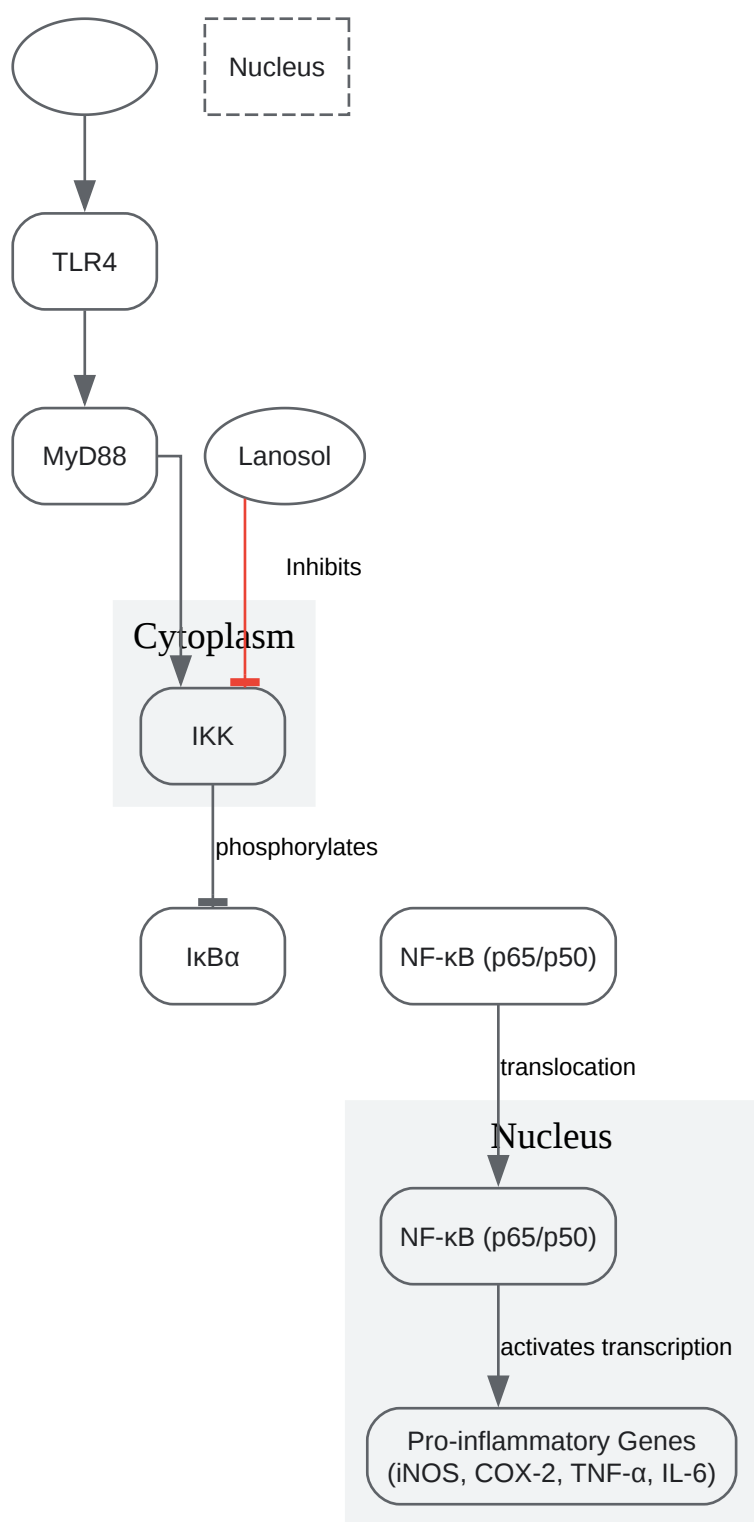 Nucleus
TLR4
MyD88
Lanosol
Inhibits
Cytoplasm
IKK
phosphorylates
IκBα
NF-κB (p65/p50)
translocation
Nucleus
NF-κB (p65/p50)
activates transcription
Pro-inflammatory Genes
(iNOS, COX-2, TNF-α, IL-6)